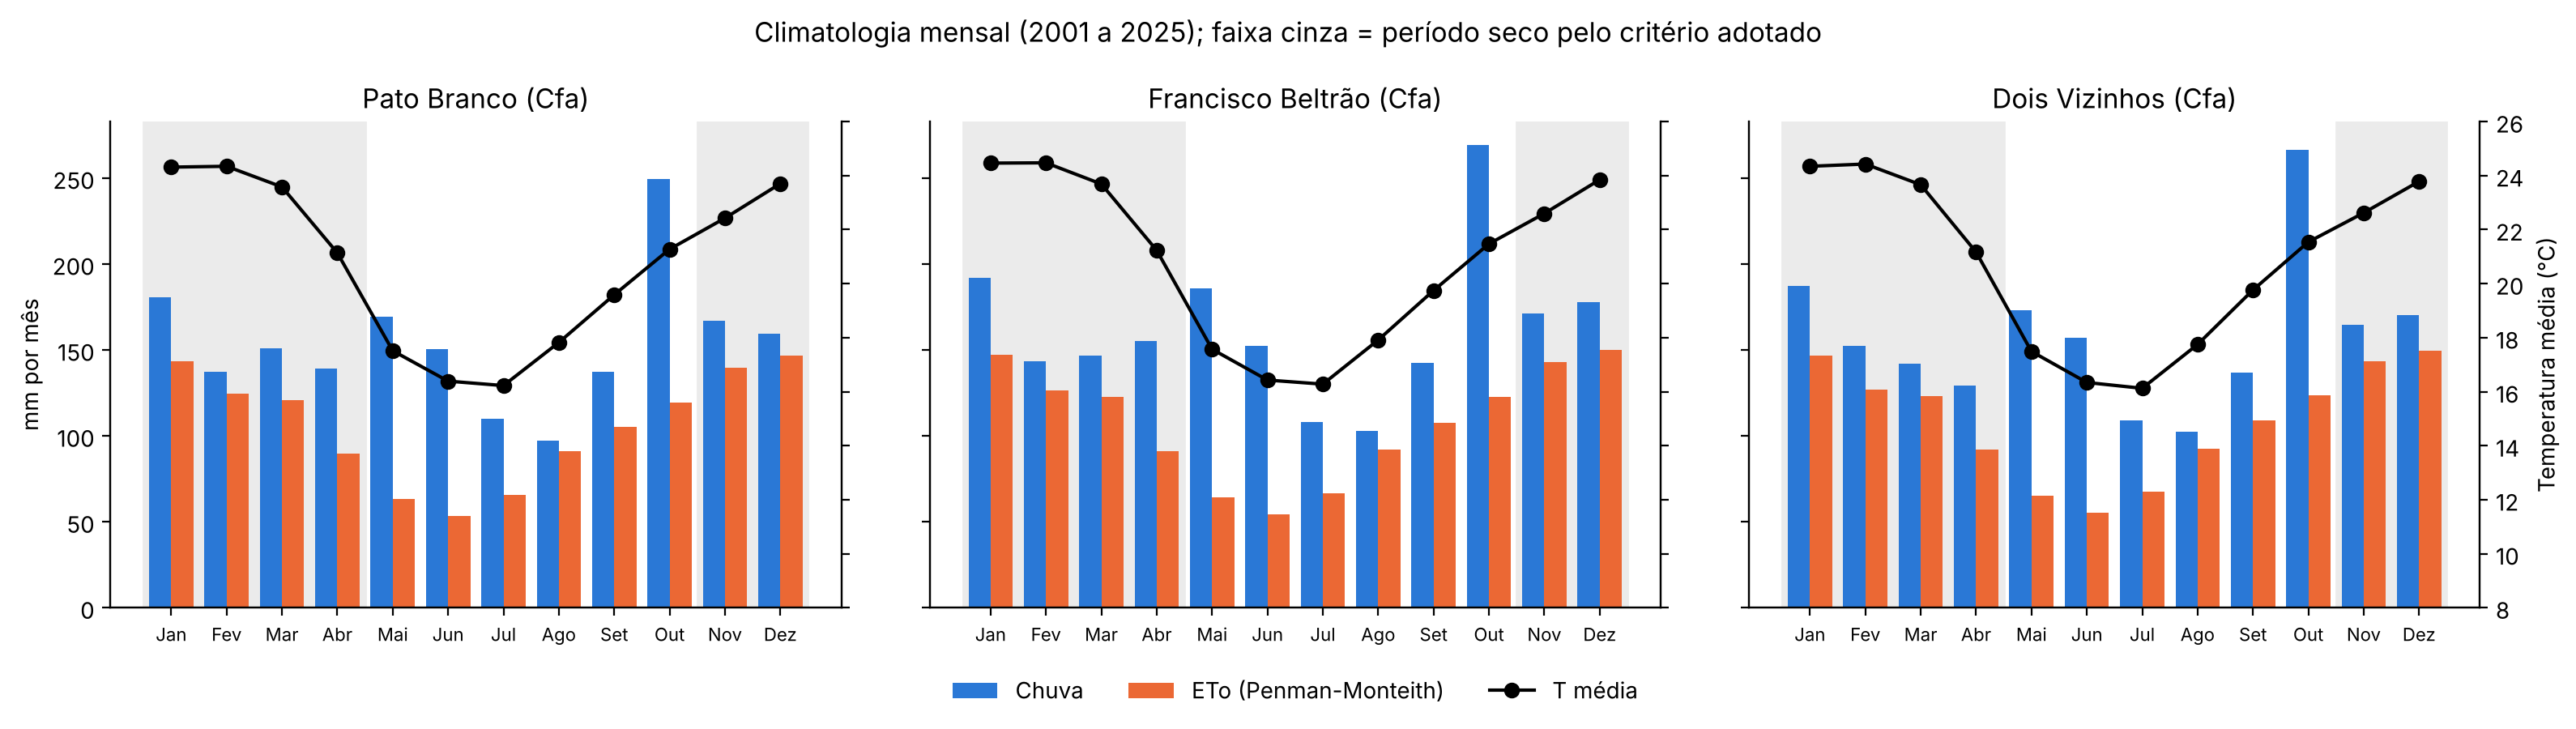 Climatologia mensal (2001 a 2025); faixa cinza = período seco pelo critério adotado
Pato Branco (Cfa)
Francisco Beltrão (Cfa)
Dois Vizinhos (Cfa)
mm por mês
250
200
150
100
50
0
Jan Fev Mar Abr Mai Jun Jul Ago Set Out Nov Dez
Jan Fev Mar Abr Mai Jun Jul Ago Set Out Nov Dez
Jan Fev Mar Abr Mai Jun Jul Ago Set Out Nov Dez
26
24
22
20
18
16
14
12
10
8
Temperatura média (°C)
Chuva
ETo (Penman-Monteith)
T média